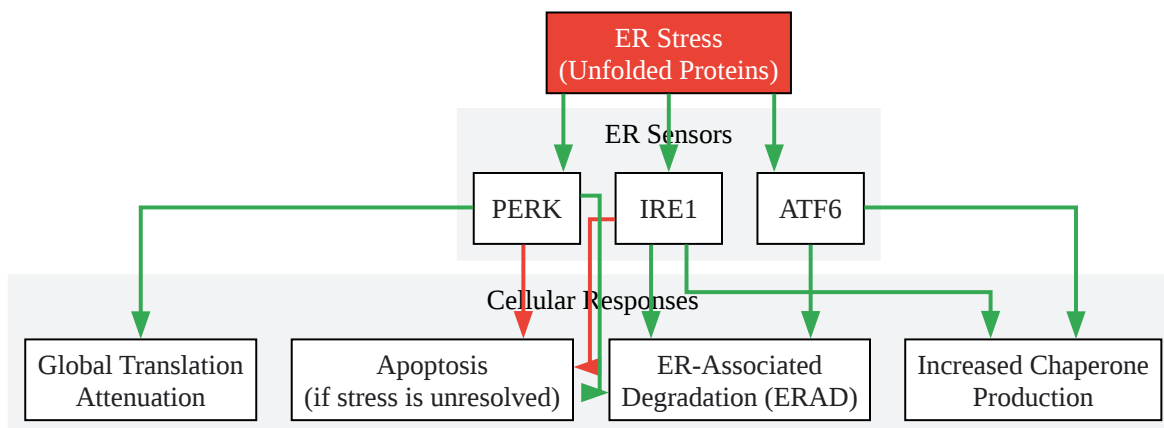 ER Stress
(Unfolded Proteins)
ER Sensors
PERK
IRE1
ATF6
Cellular Responses
Global Translation
Attenuation
Apoptosis
(if stress is unresolved)
ER-Associated
Degradation (ERAD)
Increased Chaperone
Production